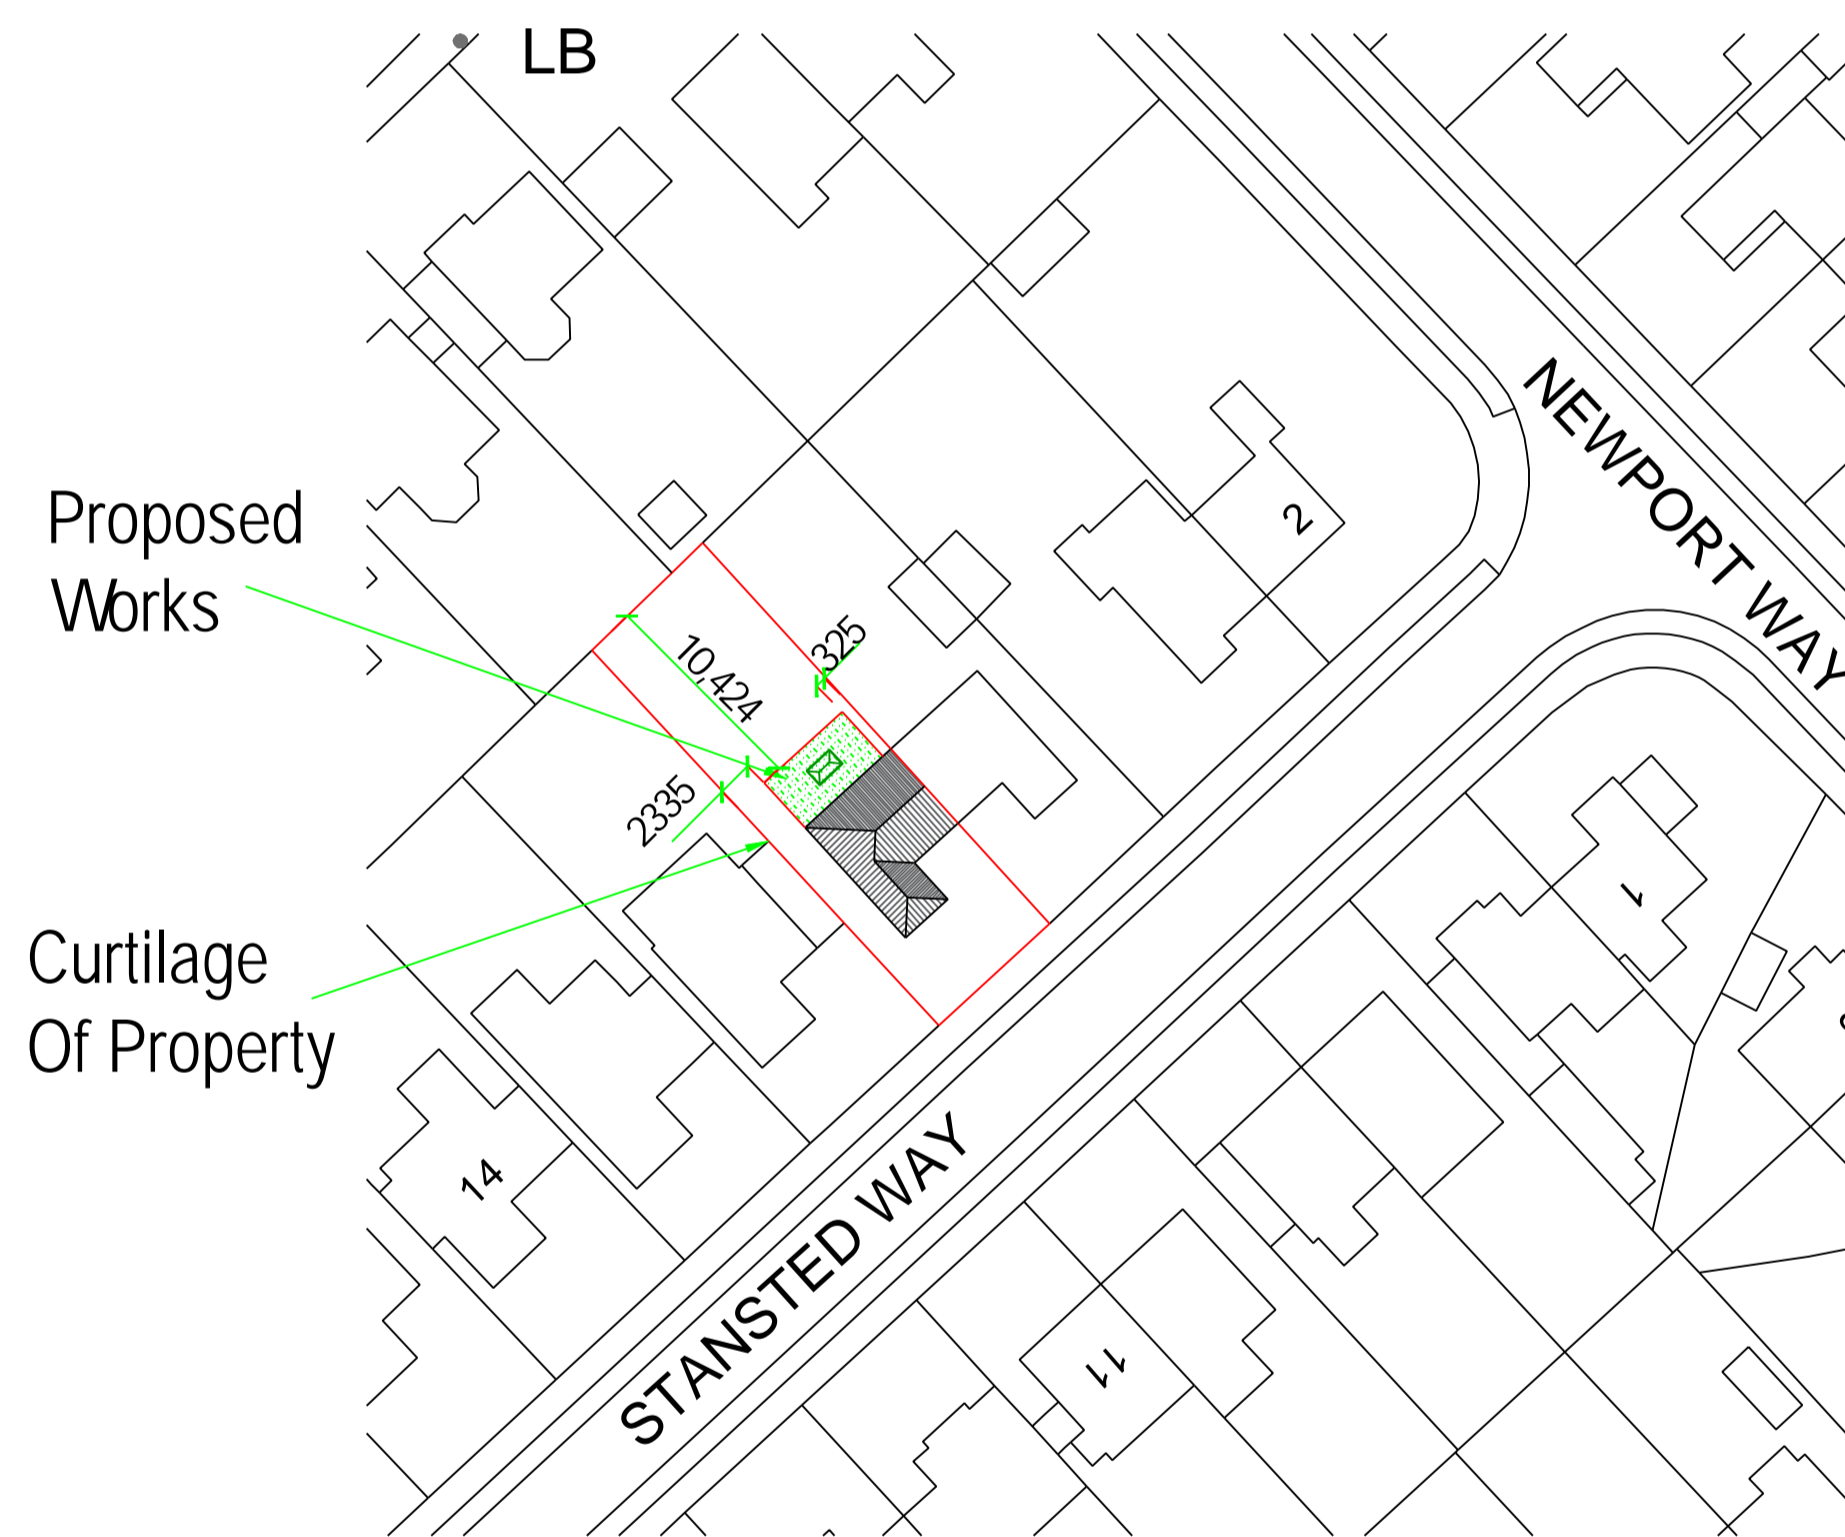 LB
NEWPORT WAY
Proposed
Works
2
325
10,424
2335
1
Curtilage
Of Property
14
STANSTED WAY
11